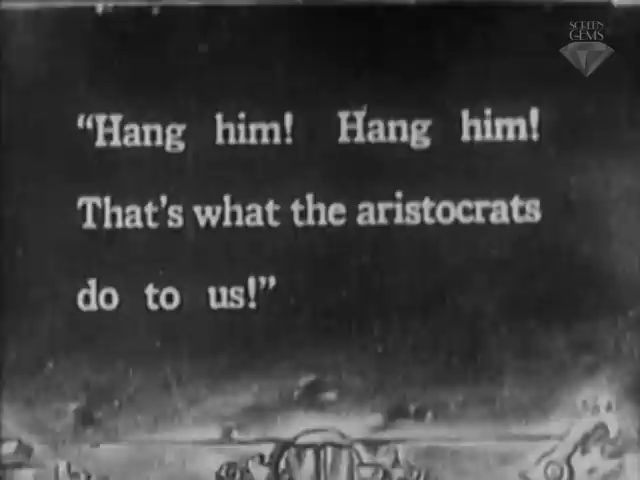 SCREEN
GEMS
"Hang him! Hang him!
That's what the aristocrats
do to us!"